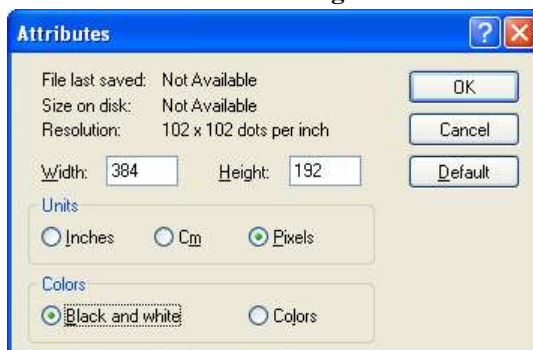 Attributes
File last saved: Not Available
Size on disk: Not Available
Resolution: 102 x 102 dots per inch
OK
Cancel
Width: 384 Height: 192 Default
Units
Inches Cm Pixels
Colors
Black and white Colors